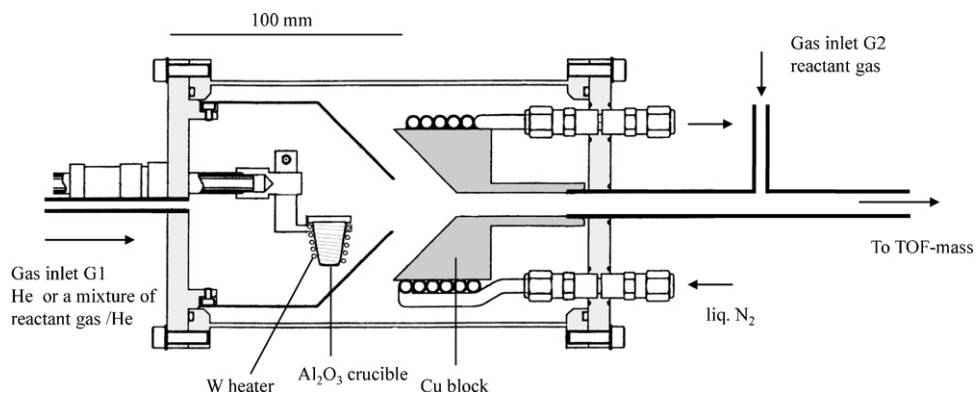 100 mm
Gas inlet G2
reactant gas
Gas inlet G1
He or a mixture of
reactant gas /He
To TOF-mass
liq. N₂
W heater
Al₂O₃ crucible
Cu block